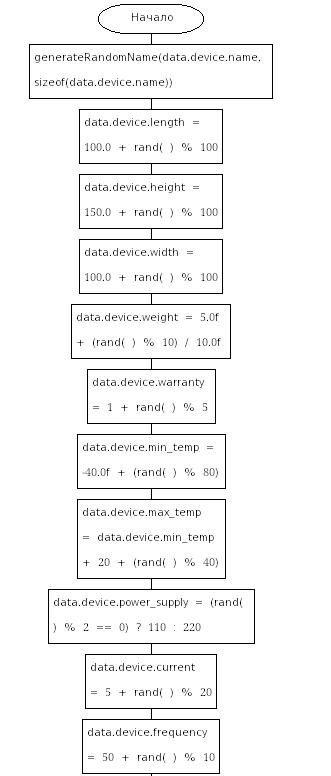 Начало
generateRandomName(data.device.name,
sizeof(data.device.name))
data.device.length =
100.0 + rand( ) % 100
data.device.height =
150.0 + rand( ) % 100
data.device.width =
100.0 + rand( ) % 100
data.device.weight = 5.0f
+ (rand( ) % 10) / 10.0f
data.device.warranty
= 1 + rand( ) % 5
data.device.min_temp =
-40.0f + (rand( ) % 80)
data.device.max_temp
= data.device.min_temp
+ 20 + (rand( ) % 40)
data.device.power_supply = (rand(
) % 2 == 0) ? 110 : 220
data.device.current
= 5 + rand( ) % 20
data.device.frequency
= 50 + rand( ) % 10